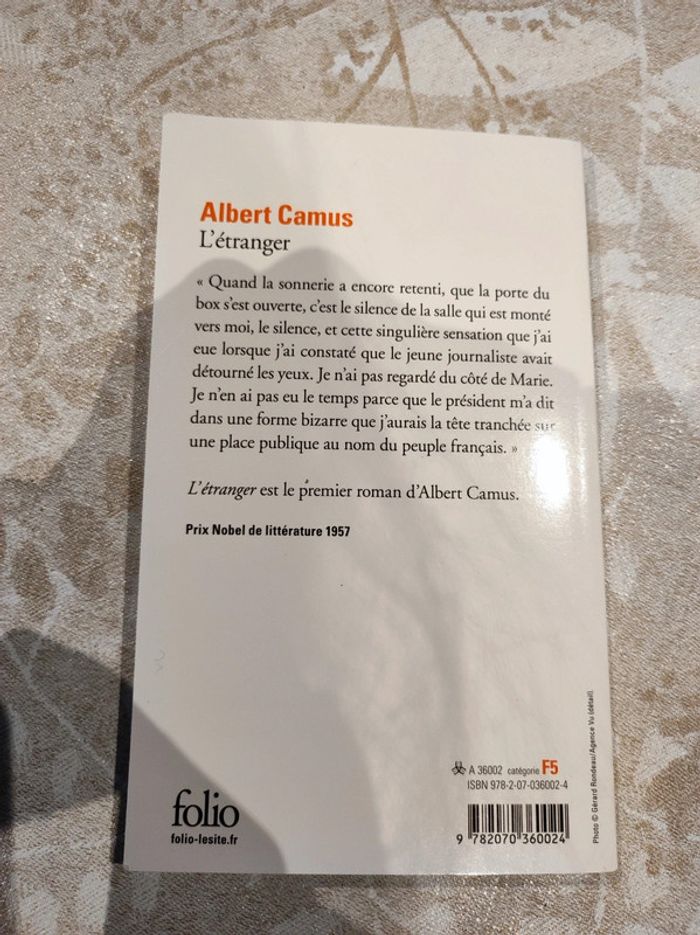 Albert Camus
L'étranger
« Quand la sonnerie a encore retenti, que la porte du
box s'est ouverte, c'est le silence de la salle qui est monté
vers moi, le silence, et cette singulière sensation que j'ai
eue lorsque j'ai constaté que le jeune journaliste avait
détourné les yeux. Je n'ai pas regardé du côté de Marie.
Je n'en ai pas eu le temps parce que le président m'a dit
dans une forme bizarre que j'aurais la tête tranchée sur
une place publique au nom du peuple français. »
L'étranger est le premier roman d'Albert Camus.
Prix Nobel de littérature 1957
A 36002 catégorie F5
ISBN 978-2-07-036002-4
folio
folio-lesite.fr
9 782070 360024
Photo © Gérard Rondeau/Agence Vu (détail).